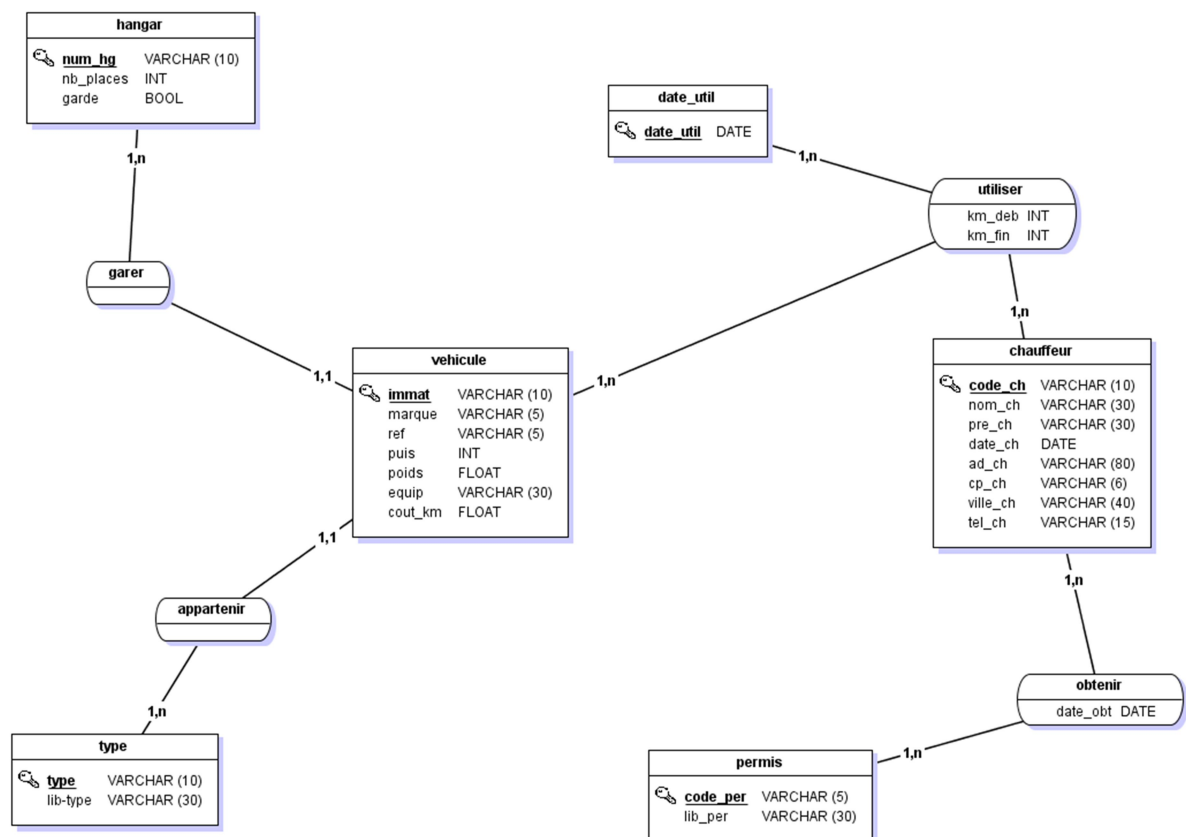 hangar
num_hg VARCHAR (10)
nb_places INT
garde BOOL
1,n
garer
1,1
date_util
date_util DATE
1,n
utiliser
km_deb INT
km_fin INT
1,n
1,n
vehicule
immat VARCHAR (10)
marque VARCHAR (5)
ref VARCHAR (5)
puis INT
poids FLOAT
equip VARCHAR (30)
cout_km FLOAT
chauffeur
code_ch VARCHAR (10)
nom_ch VARCHAR (30)
pre_ch VARCHAR (30)
date_ch DATE
ad_ch VARCHAR (80)
cp_ch VARCHAR (6)
ville_ch VARCHAR (40)
tel_ch VARCHAR (15)
1,1
appartenir
1,n
type
type VARCHAR (10)
lib-type VARCHAR (30)
1,n
obtenir
date_obt DATE
1,n
permis
code_per VARCHAR (5)
lib_per VARCHAR (30)